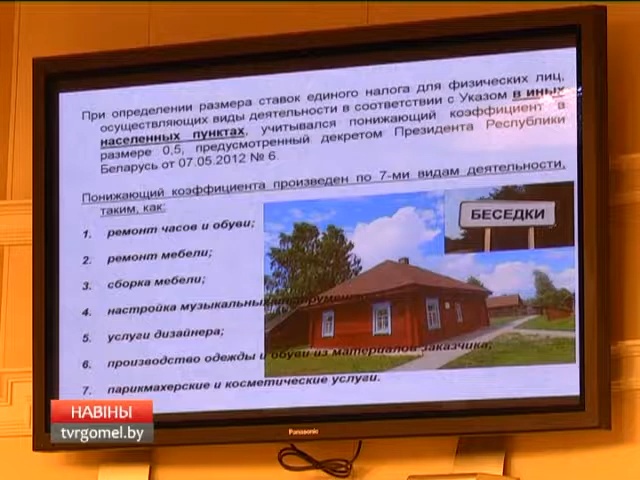 При определении размера ставок единого налога для физических лиц,
осуществляющих виды деятельности в соответствии с Указом в иных
населенных пунктах, учитывался понижающий коэффициент в
размере 0,5, предусмотренный декретом Президента Республики
Беларусь от 07.05.2012 № 6.
Понижающий коэффициента произведен по 7-ми видам деятельности,
таким, как:
1. ремонт часов и обуви;
БЕСЕДКИ
2. ремонт мебели;
3. сборка мебели;
4. настройка музыкальных инструментов;
5. услуги дизайнера;
6. производство одежды и обуви из материалов заказчика;
7. парикмахерские и косметические услуги.
НАВІНЫ
tvrgomel.by
Panasonic